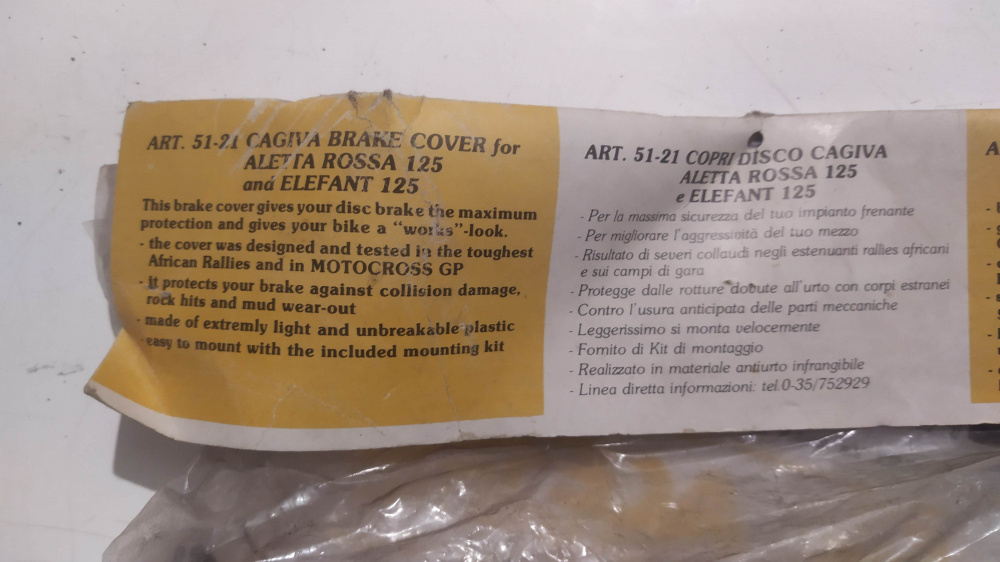 ART. 51-21 CAGIVA BRAKE COVER for
ALETTA ROSSA 125
and ELEFANT 125
This brake cover gives your disc brake the maximum
protection and gives your bike a "works"-look.
- the cover was designed and tested in the toughest
African Rallies and in MOTOCROSS GP
- it protects your brake against collision damage,
rock hits and mud wear-out
- made of extremly light and unbreakable plastic
- easy to mount with the included mounting kit
ART. 51-21 COPRI DISCO CAGIVA
ALETTA ROSSA 125
e ELEFANT 125
- Per la massima sicurezza del tuo impianto frenante
- Per migliorare l'aggressività del tuo mezzo
- Risultato di severi collaudi negli estenuanti rallies africani
e sui campi di gara
- Protegge dalle rotture dovute all'urto con corpi estranei
- Contro l'usura anticipata delle parti meccaniche
- Leggerissimo si monta velocemente
- Fornito di Kit di montaggio
- Realizzato in materiale antiurto infrangibile
- Linea diretta informazioni: tel.0-35/752929